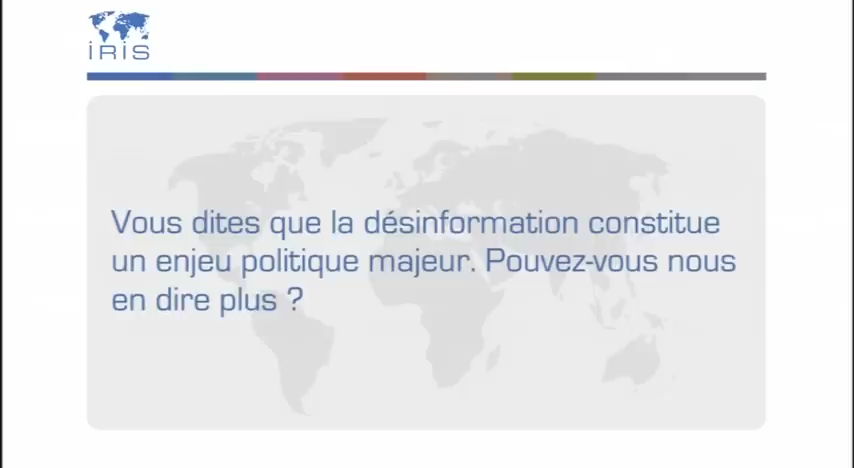 iRiS
Vous dites que la désinformation constitue
un enjeu politique majeur. Pouvez-vous nous
en dire plus ?